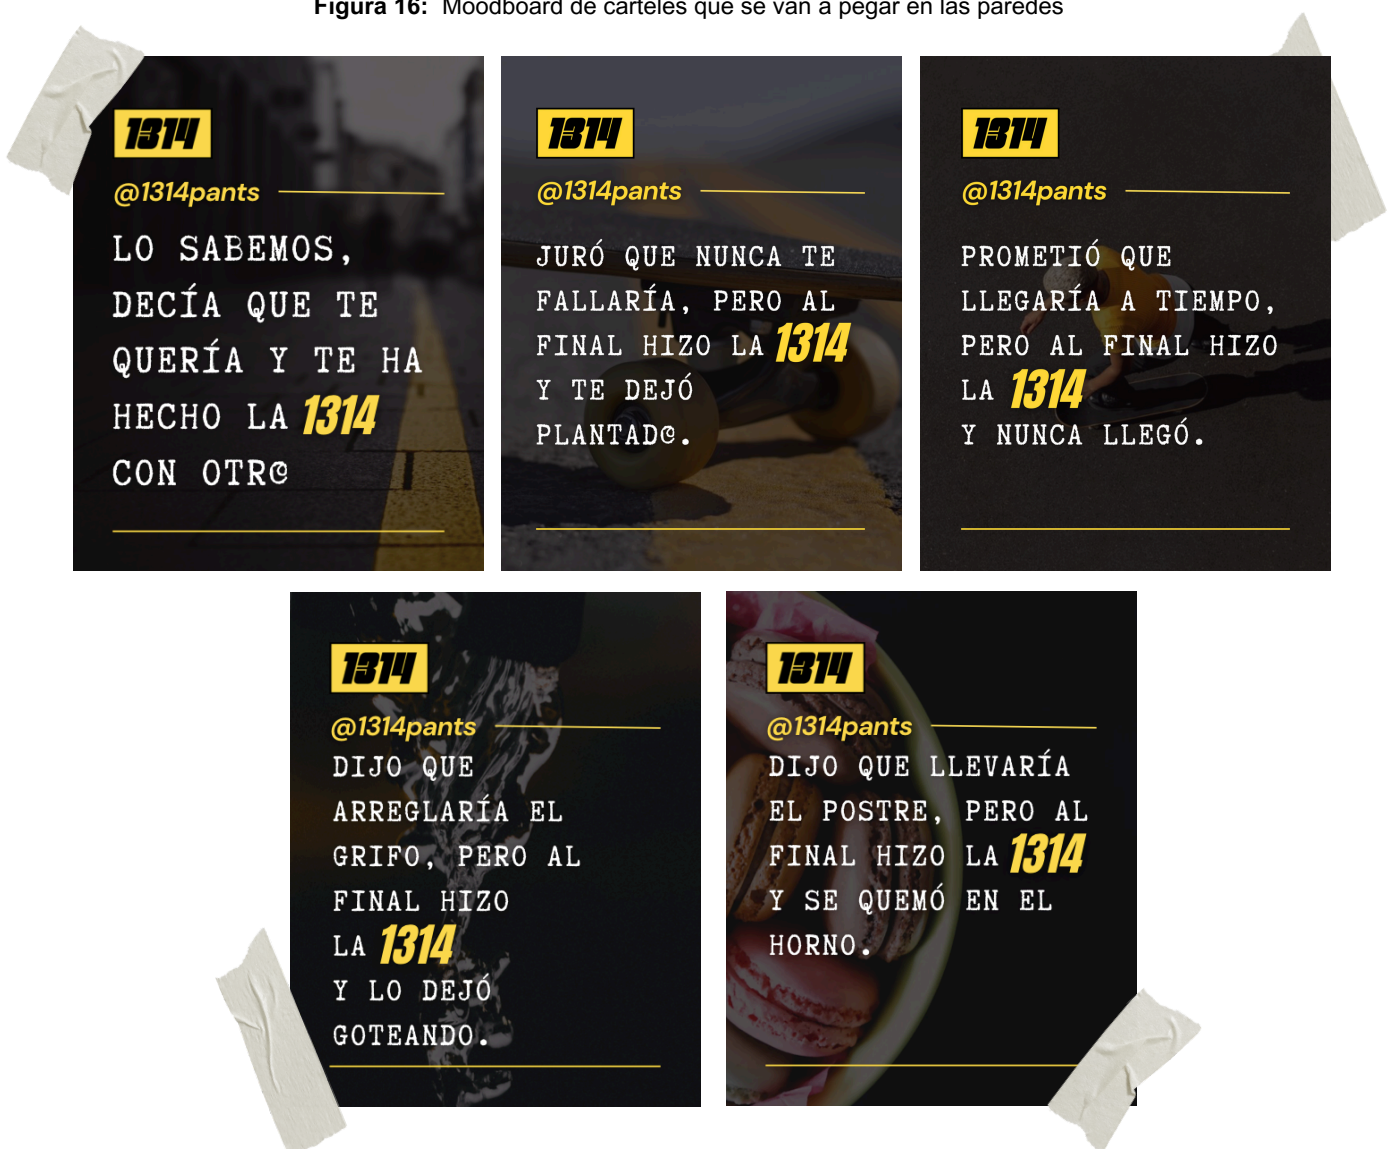 Figura 16: Moodboard de carteles que se van a pegar en las paredes
1314
@1314pants
LO SABEMOS,
DECÍA QUE TE
QUERÍA Y TE HA
HECHO LA 1314
CON OTR@
1314
@1314pants
JURÓ QUE NUNCA TE
FALLARÍA, PERO AL
FINAL HIZO LA 1314
Y TE DEJÓ
PLANTAD@.
1314
@1314pants
PROMETIÓ QUE
LLEGARÍA A TIEMPO,
PERO AL FINAL HIZO
LA 1314
Y NUNCA LLEGÓ.
1314
@1314pants
DIJO QUE
ARREGLARÍA EL
GRIFO, PERO AL
FINAL HIZO
LA 1314
Y LO DEJÓ
GOTEANDO.
1314
@1314pants
DIJO QUE LLEVARÍA
EL POSTRE, PERO AL
FINAL HIZO LA 1314
Y SE QUEMÓ EN EL
HORNO.